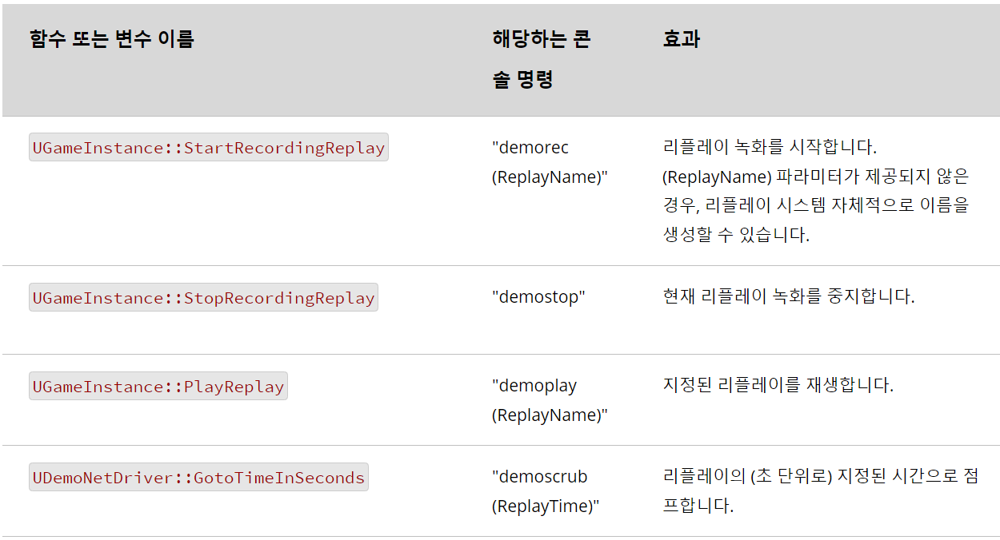 함수 또는 변수 이름
해당하는 콘
솔 명령
효과
UGameInstance::StartRecordingReplay
"demorec
(ReplayName)"
리플레이 녹화를 시작합니다.
(ReplayName) 파라미터가 제공되지 않은
경우, 리플레이 시스템 자체적으로 이름을
생성할 수 있습니다.
UGameInstance::StopRecordingReplay
"demostop"
현재 리플레이 녹화를 중지합니다.
UGameInstance::PlayReplay
"demoplay
(ReplayName)"
지정된 리플레이를 재생합니다.
UDemoNetDriver::GotoTimeInSeconds
"demoscrub
(ReplayTime)"
리플레이의 (초 단위로) 지정된 시간으로 점
프합니다.